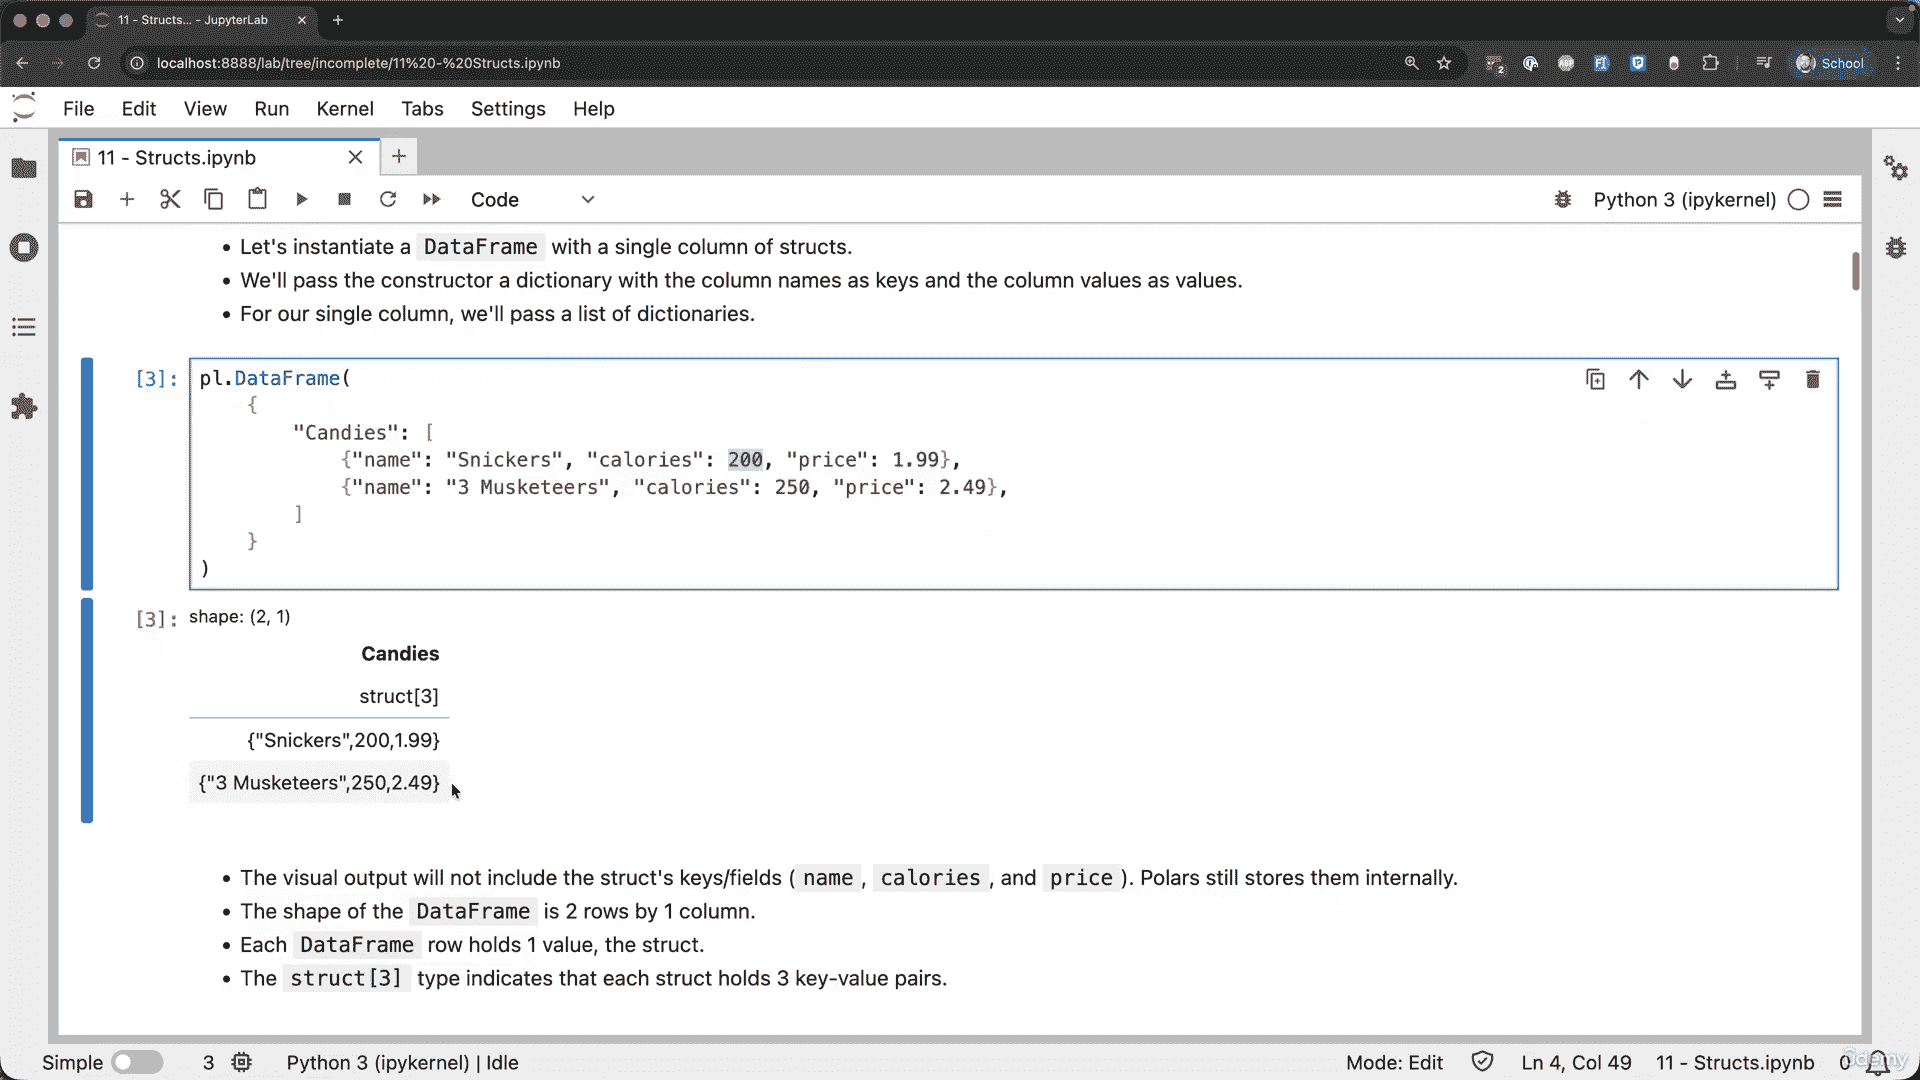 11 - Structs... - JupyterLab
localhost:8888/lab/tree/incomplete/11%20-%20Structs.ipynb
2
School
File Edit View Run Kernel Tabs Settings Help
11 - Structs.ipynb
Code
Python 3 (ipykernel)
• Let's instantiate a DataFrame with a single column of structs.
• We'll pass the constructor a dictionary with the column names as keys and the column values as values.
• For our single column, we'll pass a list of dictionaries.
[3]: pl.DataFrame(
{
"Candies": [
{"name": "Snickers", "calories": 200, "price": 1.99},
{"name": "3 Musketeers", "calories": 250, "price": 2.49},
]
}
)
[3]: shape: (2, 1)
Candies
struct[3]
{"Snickers",200,1.99}
{"3 Musketeers",250,2.49}
• The visual output will not include the struct's keys/fields ( name , calories , and price ). Polars still stores them internally.
• The shape of the DataFrame is 2 rows by 1 column.
• Each DataFrame row holds 1 value, the struct.
• The struct[3] type indicates that each struct holds 3 key-value pairs.
Simple 3 Python 3 (ipykernel) | Idle Mode: Edit Ln 4, Col 49 11 - Structs.ipynb 0
Udemy